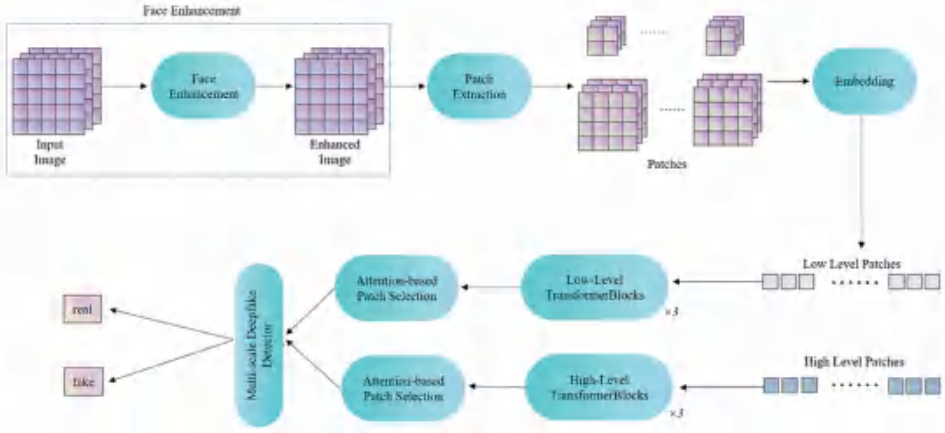 Face Enhancement
Face
Enhancement
Patch
Extraction
Embedding
Input
Image
Enhanced
Image
Patches
Low Level Patches
Attention-based
Patch Selection
Low-Level
TransformerBlocks
×3
real
Multi-scale Deepfake
Detector
fake
High Level Patches
Attention-based
Patch Selection
High-Level
TransformerBlocks
×3